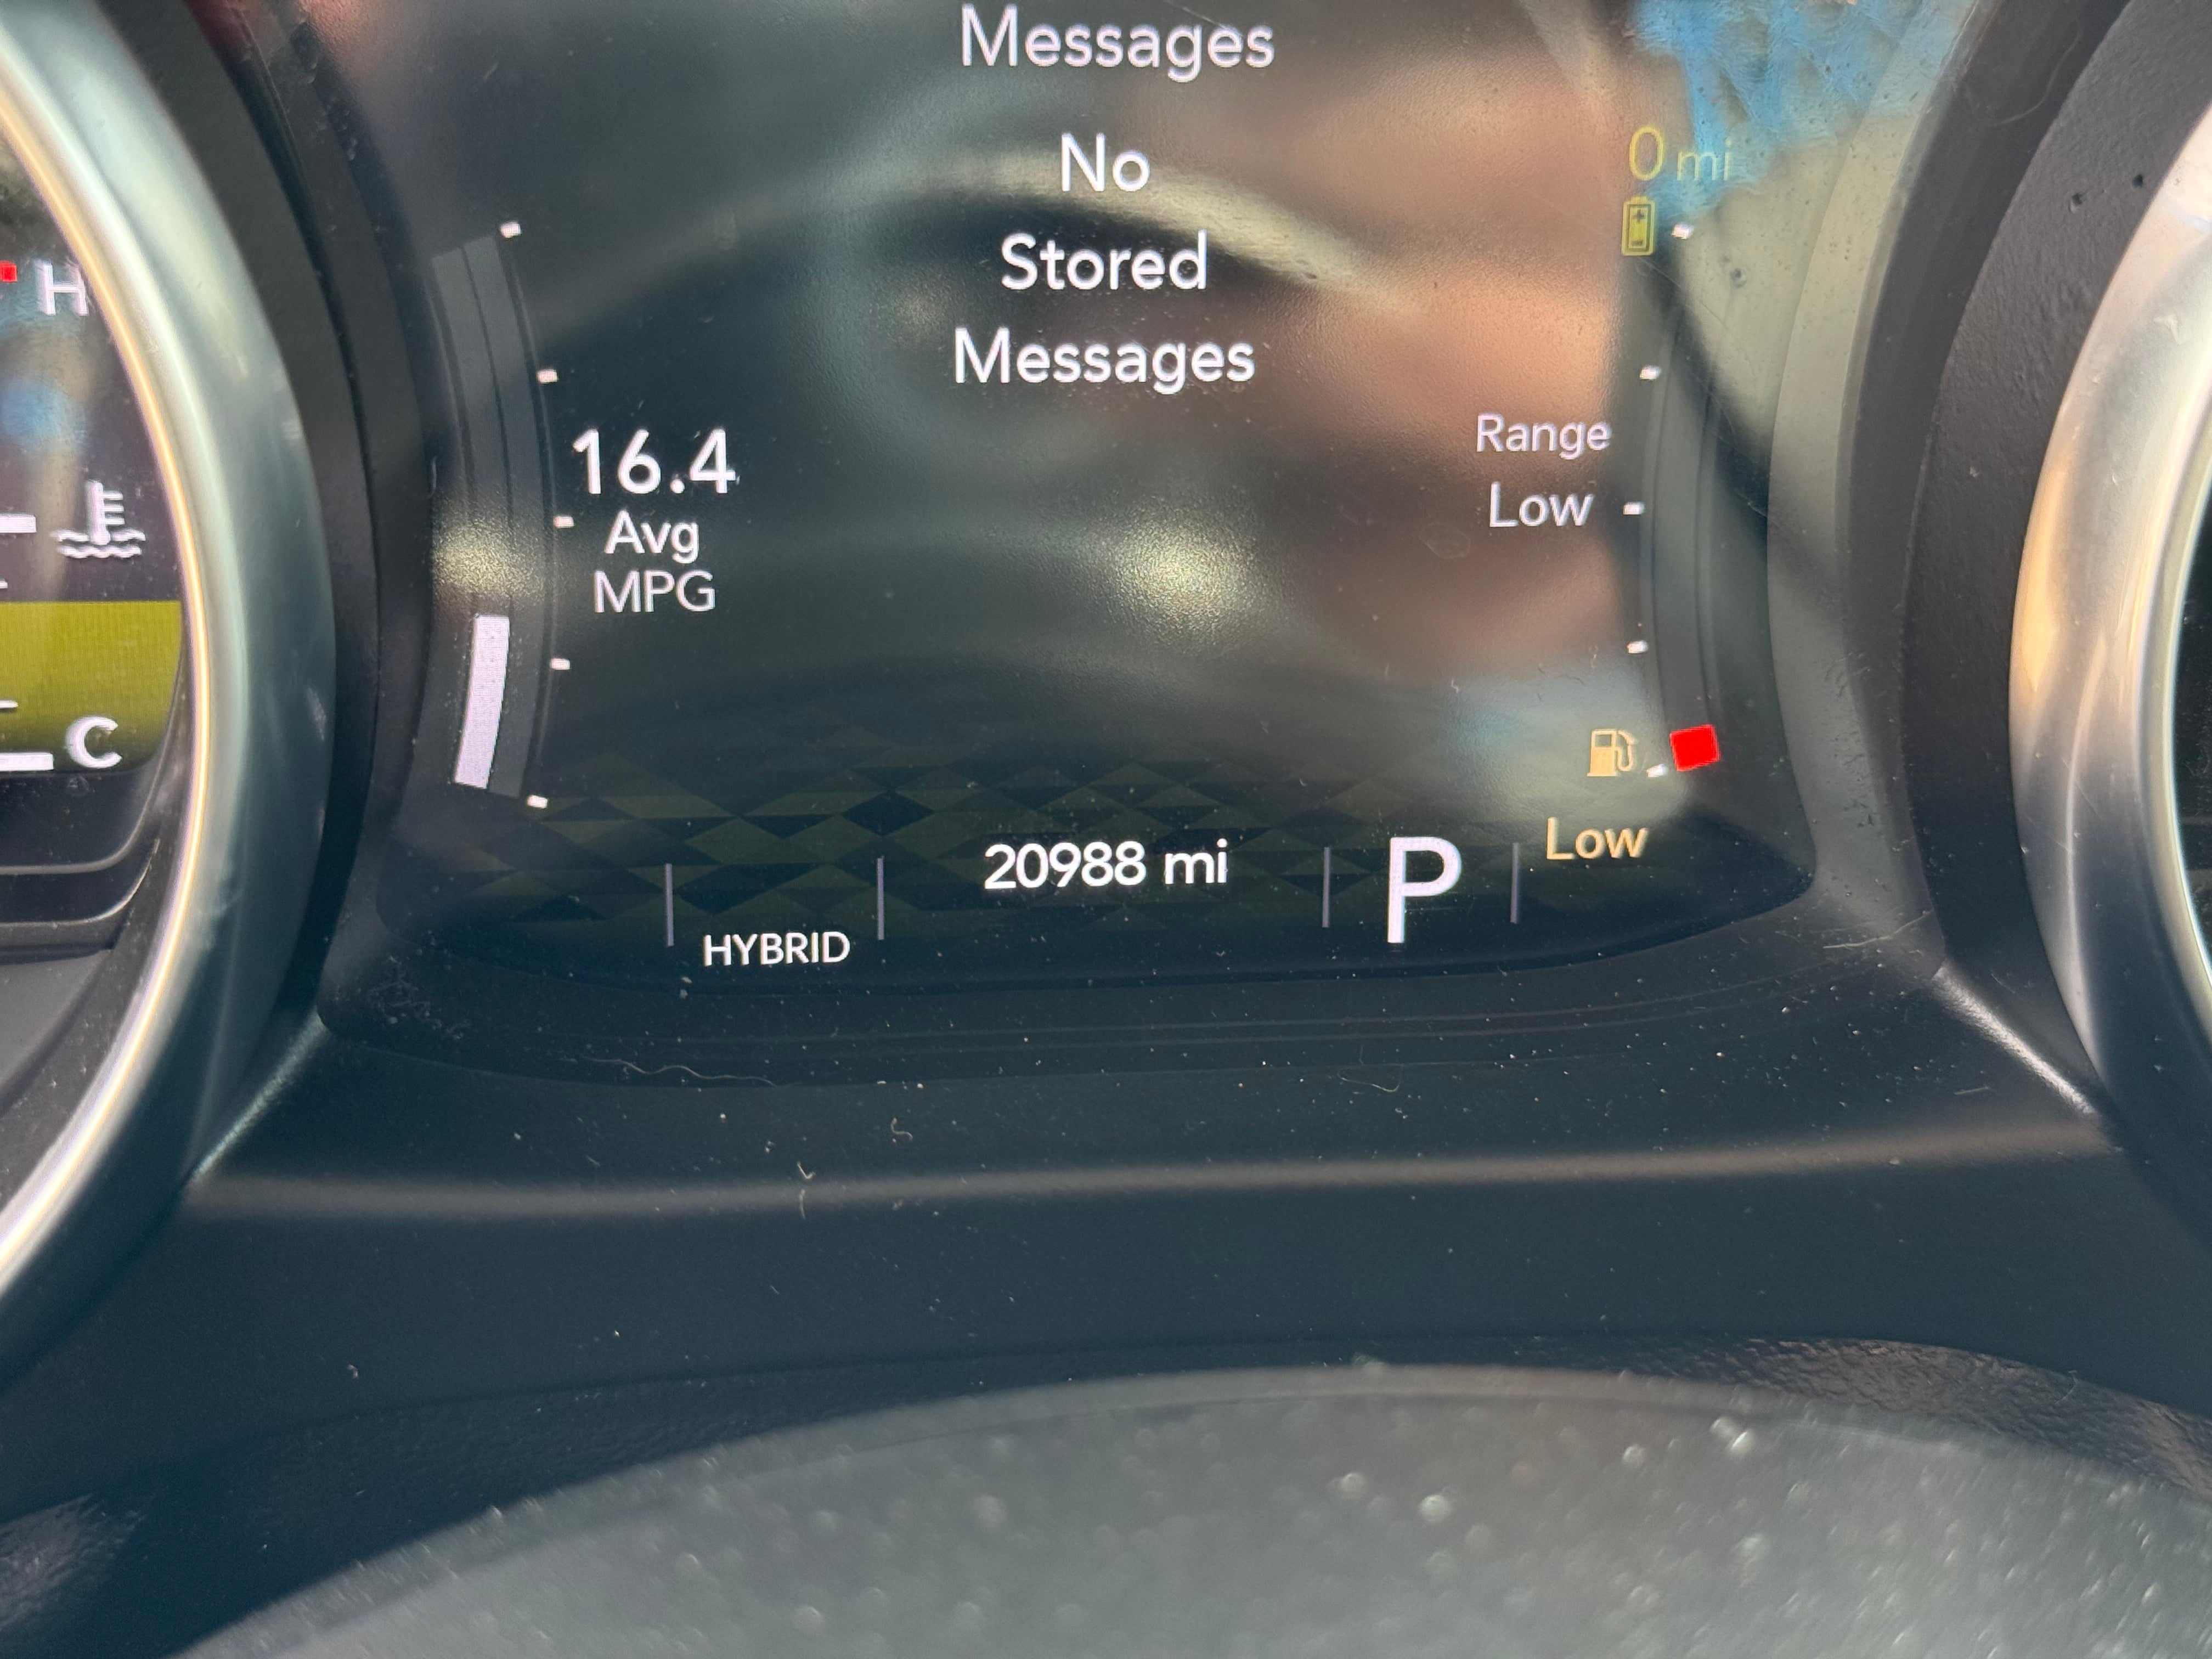 Messages
No
Stored
Messages
0 mi
H
16.4
Avg
MPG
Range
Low
C
Low
20988 mi
P
HYBRID